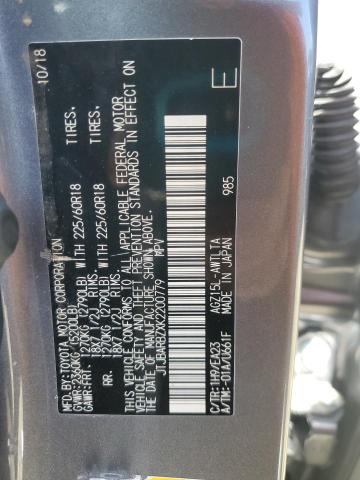 MFD. BY:
TOYOTA MOTOR CORPORATION 10/18
GVWR: 2360KG (5200LB)
GAWR: FRT. 1270KG (2790LB) WITH 225/60R18 TIRES.
18X7 1/2J RIMS.
RR. 1270KG (2790LB) WITH 225/60R18 TIRES.
18X7 1/2J RIMS.
THIS VEHICLE CONFORMS TO ALL APPLICABLE FEDERAL MOTOR
VEHICLE SAFETY AND THEFT PREVENTION STANDARDS IN EFFECT ON
THE DATE OF MANUFACTURE SHOWN ABOVE.
JTJBARBZXK2200779 MPV
E
C/TR:1H9/EA23 AGZ15L-AWTLTA 985
A/TM:-01A/U661F MADE IN JAPAN